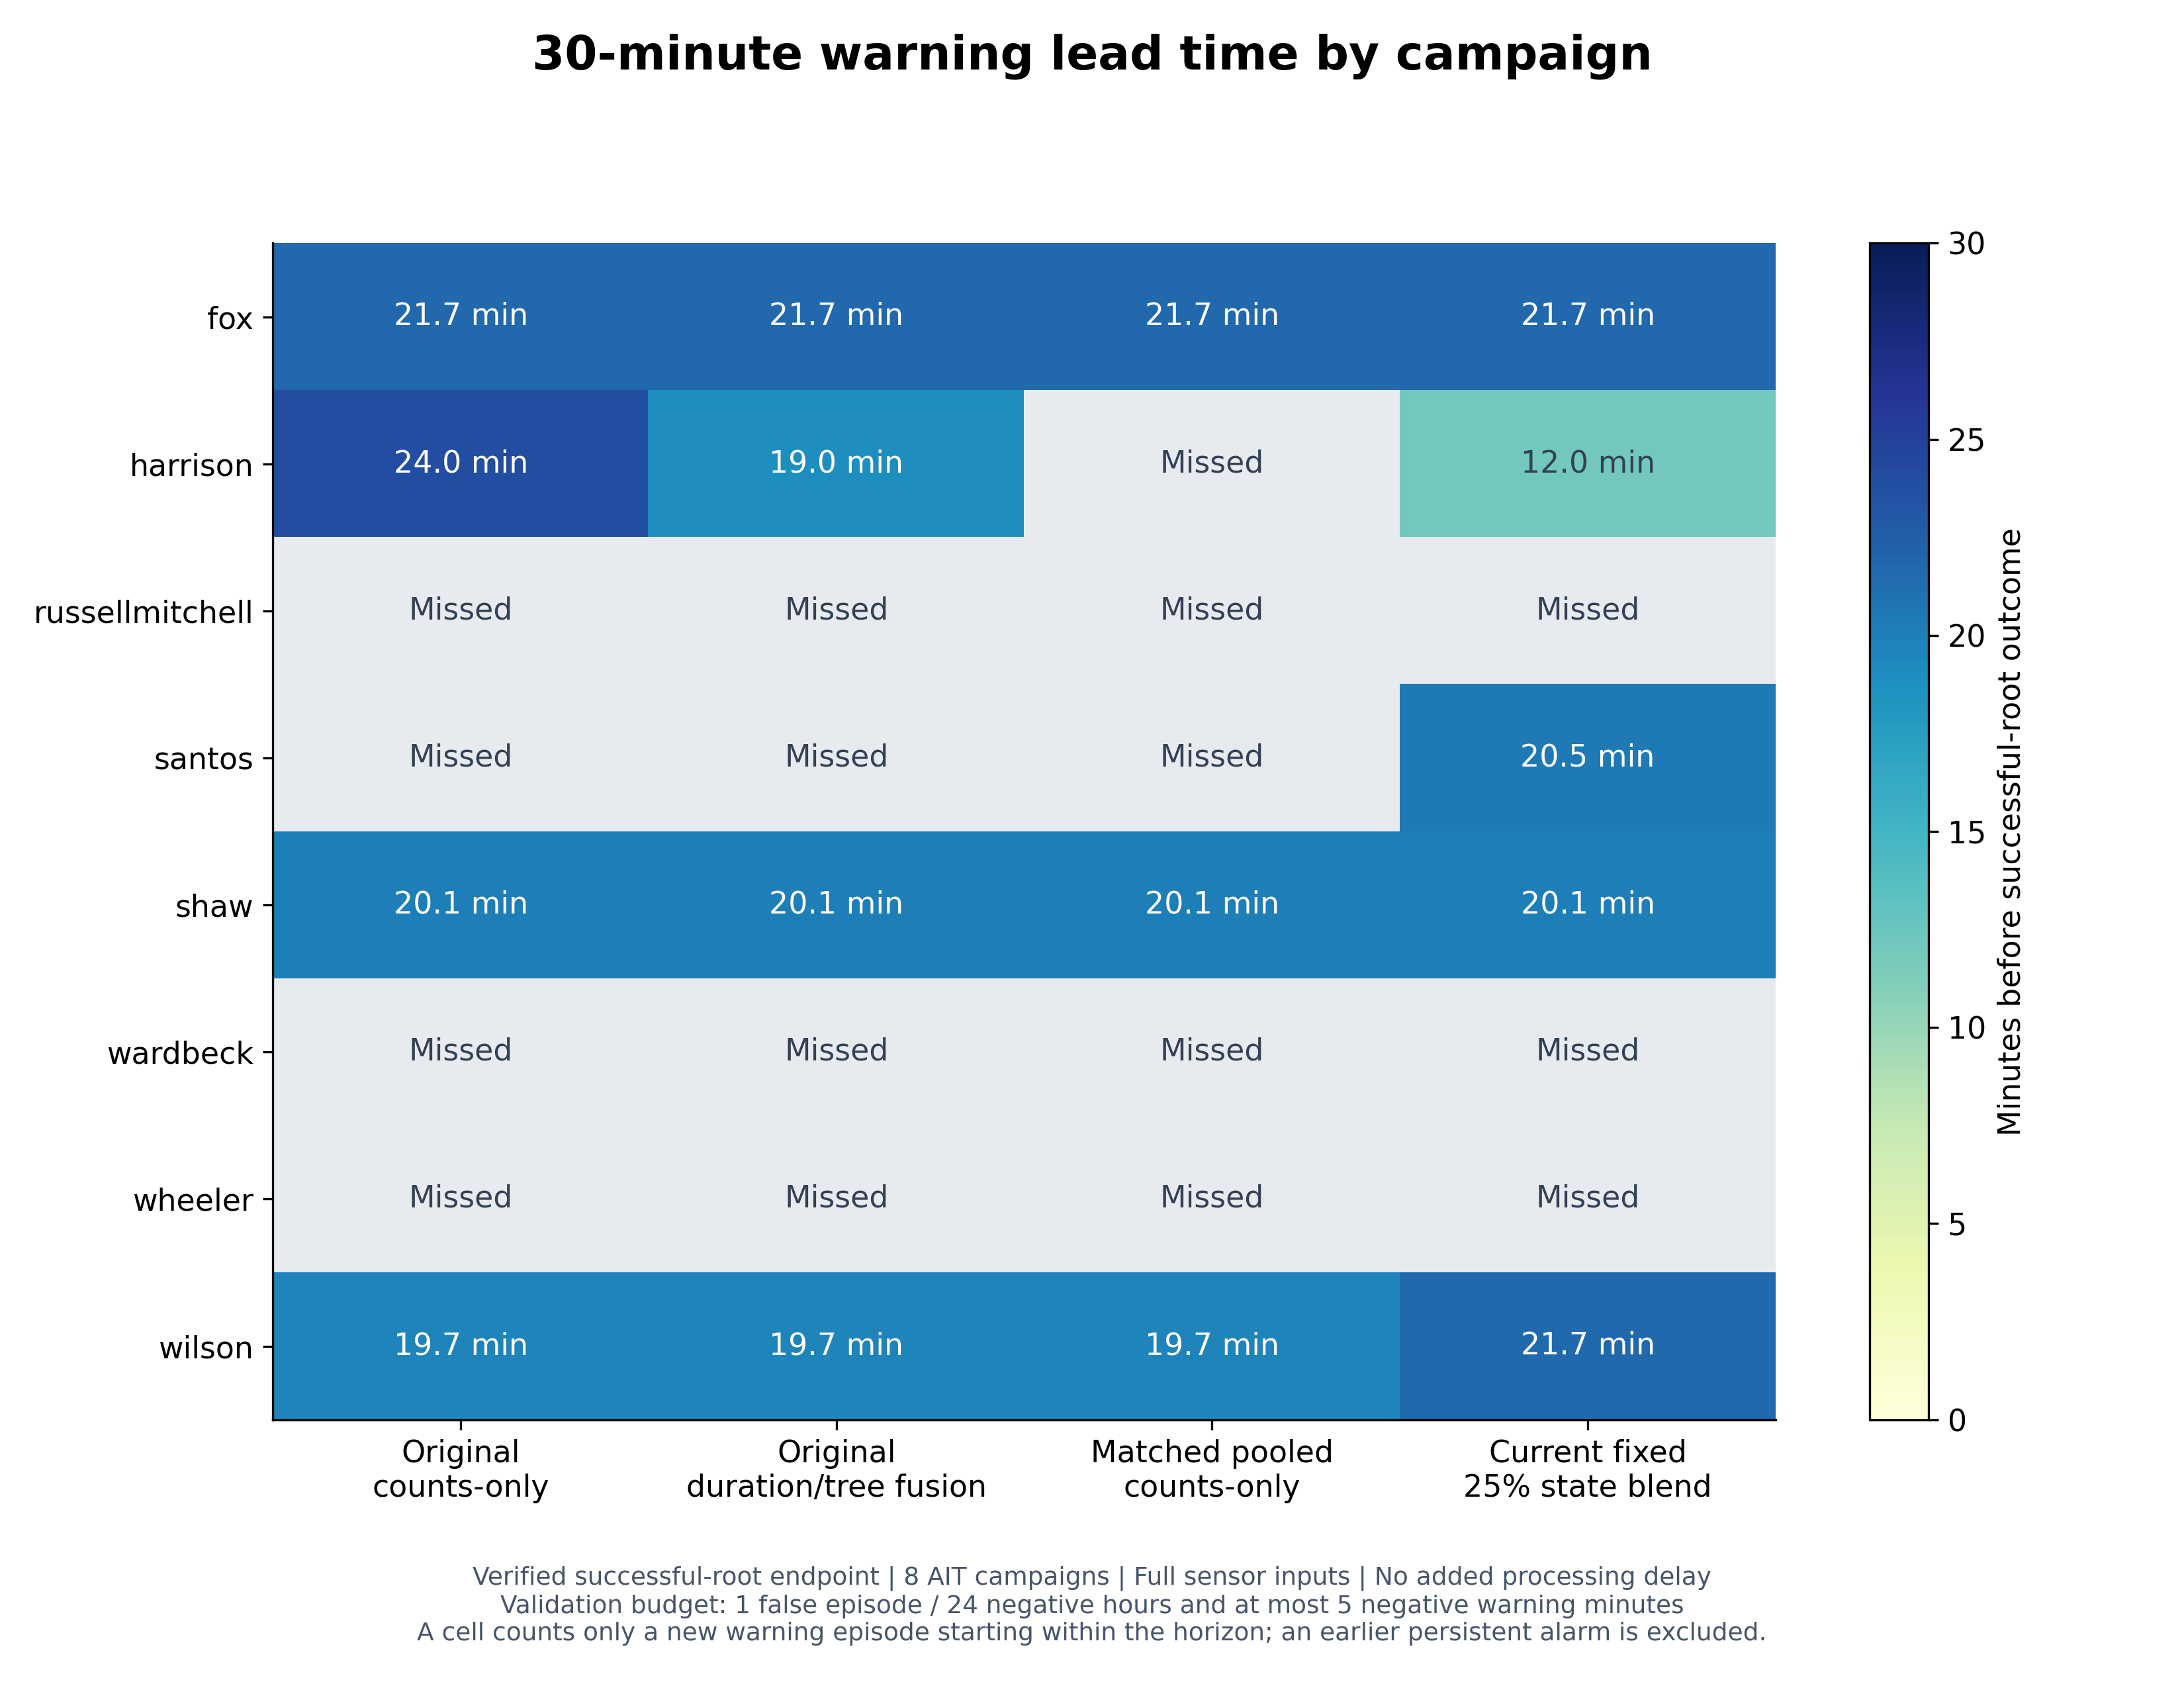 30-minute warning lead time by campaign
fox
21.7 min
21.7 min
21.7 min
21.7 min
harrison
24.0 min
19.0 min
Missed
12.0 min
russellmitchell
Missed
Missed
Missed
Missed
santos
Missed
Missed
Missed
20.5 min
shaw
20.1 min
20.1 min
20.1 min
20.1 min
wardbeck
Missed
Missed
Missed
Missed
wheeler
Missed
Missed
Missed
Missed
wilson
19.7 min
19.7 min
19.7 min
21.7 min
Original
counts-only
Original
duration/tree fusion
Matched pooled
counts-only
Current fixed
25% state blend
30
25
20
15
10
5
0
Minutes before successful-root outcome
Verified successful-root endpoint | 8 AIT campaigns | Full sensor inputs | No added processing delay
Validation budget: 1 false episode / 24 negative hours and at most 5 negative warning minutes
A cell counts only a new warning episode starting within the horizon; an earlier persistent alarm is excluded.